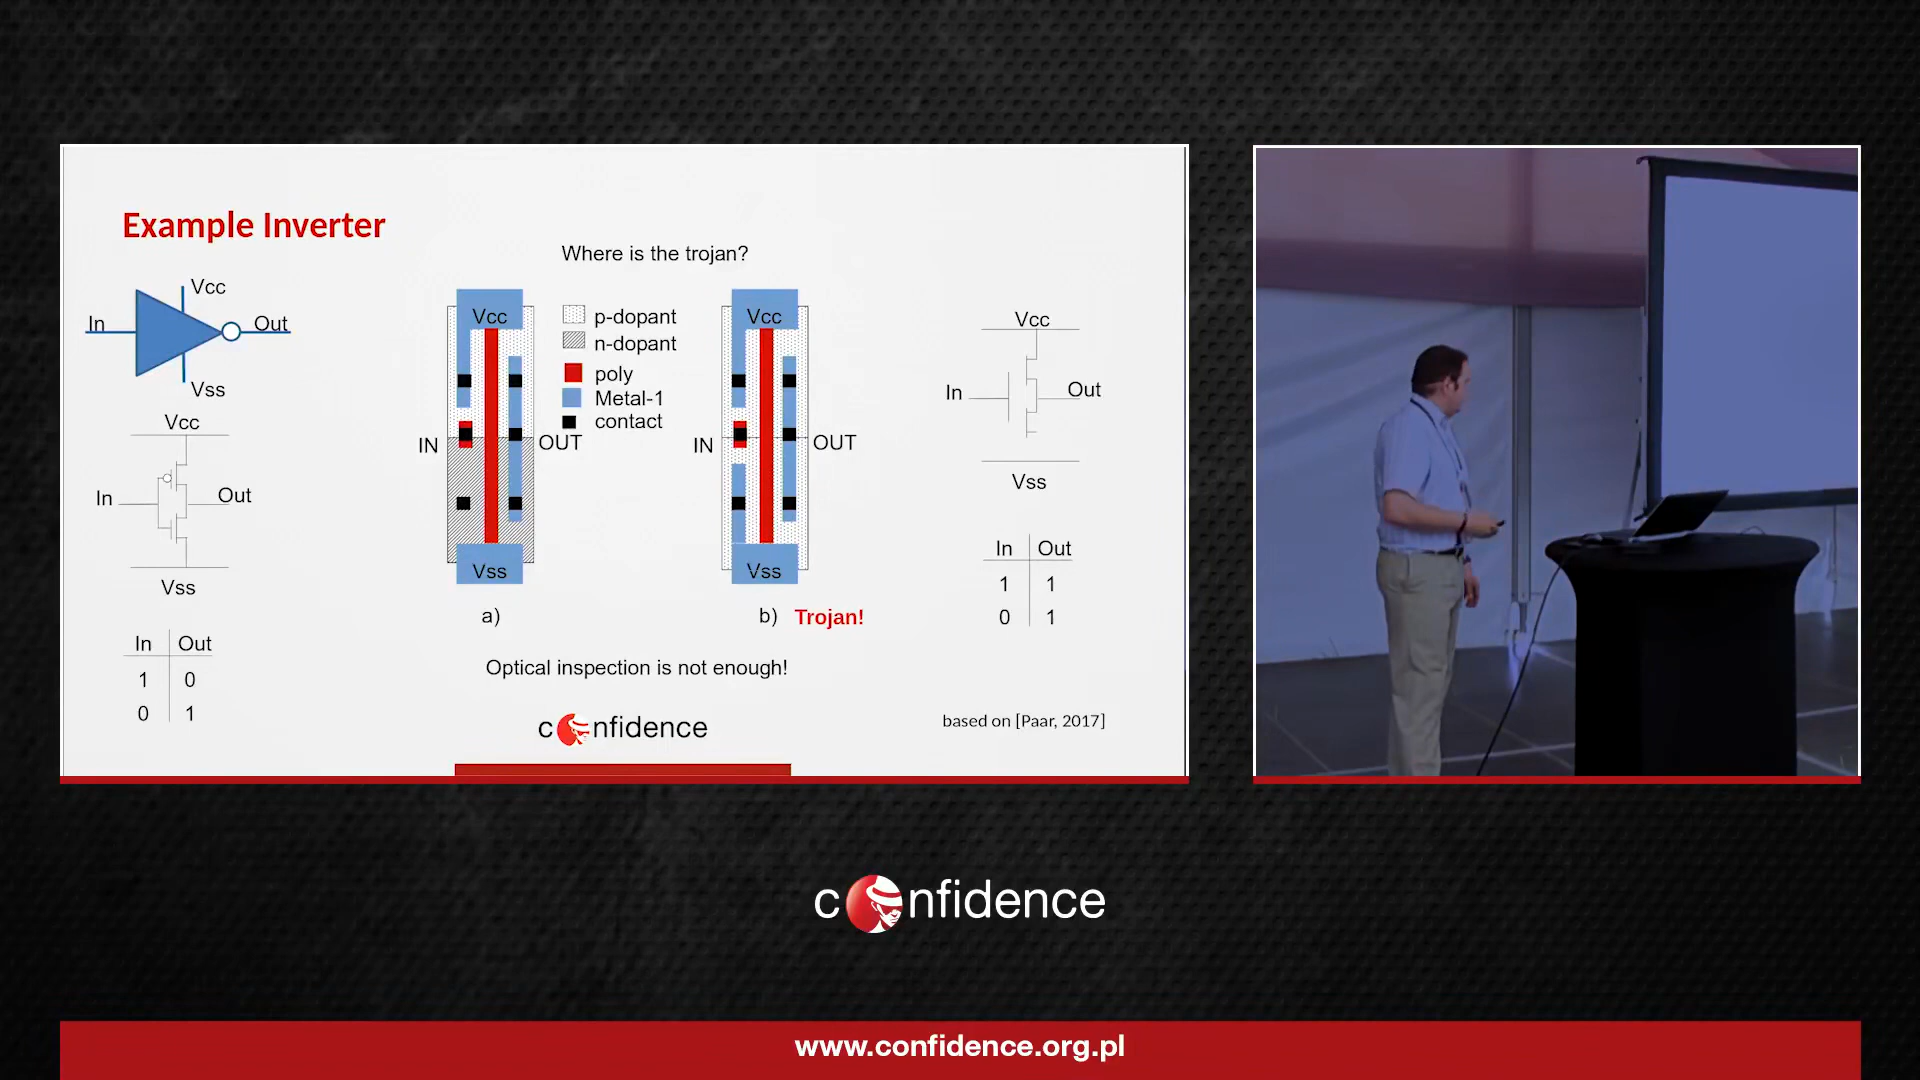 Example Inverter
Where is the trojan?
Vcc
In
Out
Vss
Vcc
In
Out
Vss
In Out
1 0
0 1
Vcc
IN
OUT
Vss
a)
p-dopant
n-dopant
poly
Metal-1
contact
Vcc
IN
OUT
Vss
b) Trojan!
Vcc
In
Out
Vss
In Out
1 1
0 1
Optical inspection is not enough!
confidence
based on [Paar, 2017]
confidence
www.confidence.org.pl